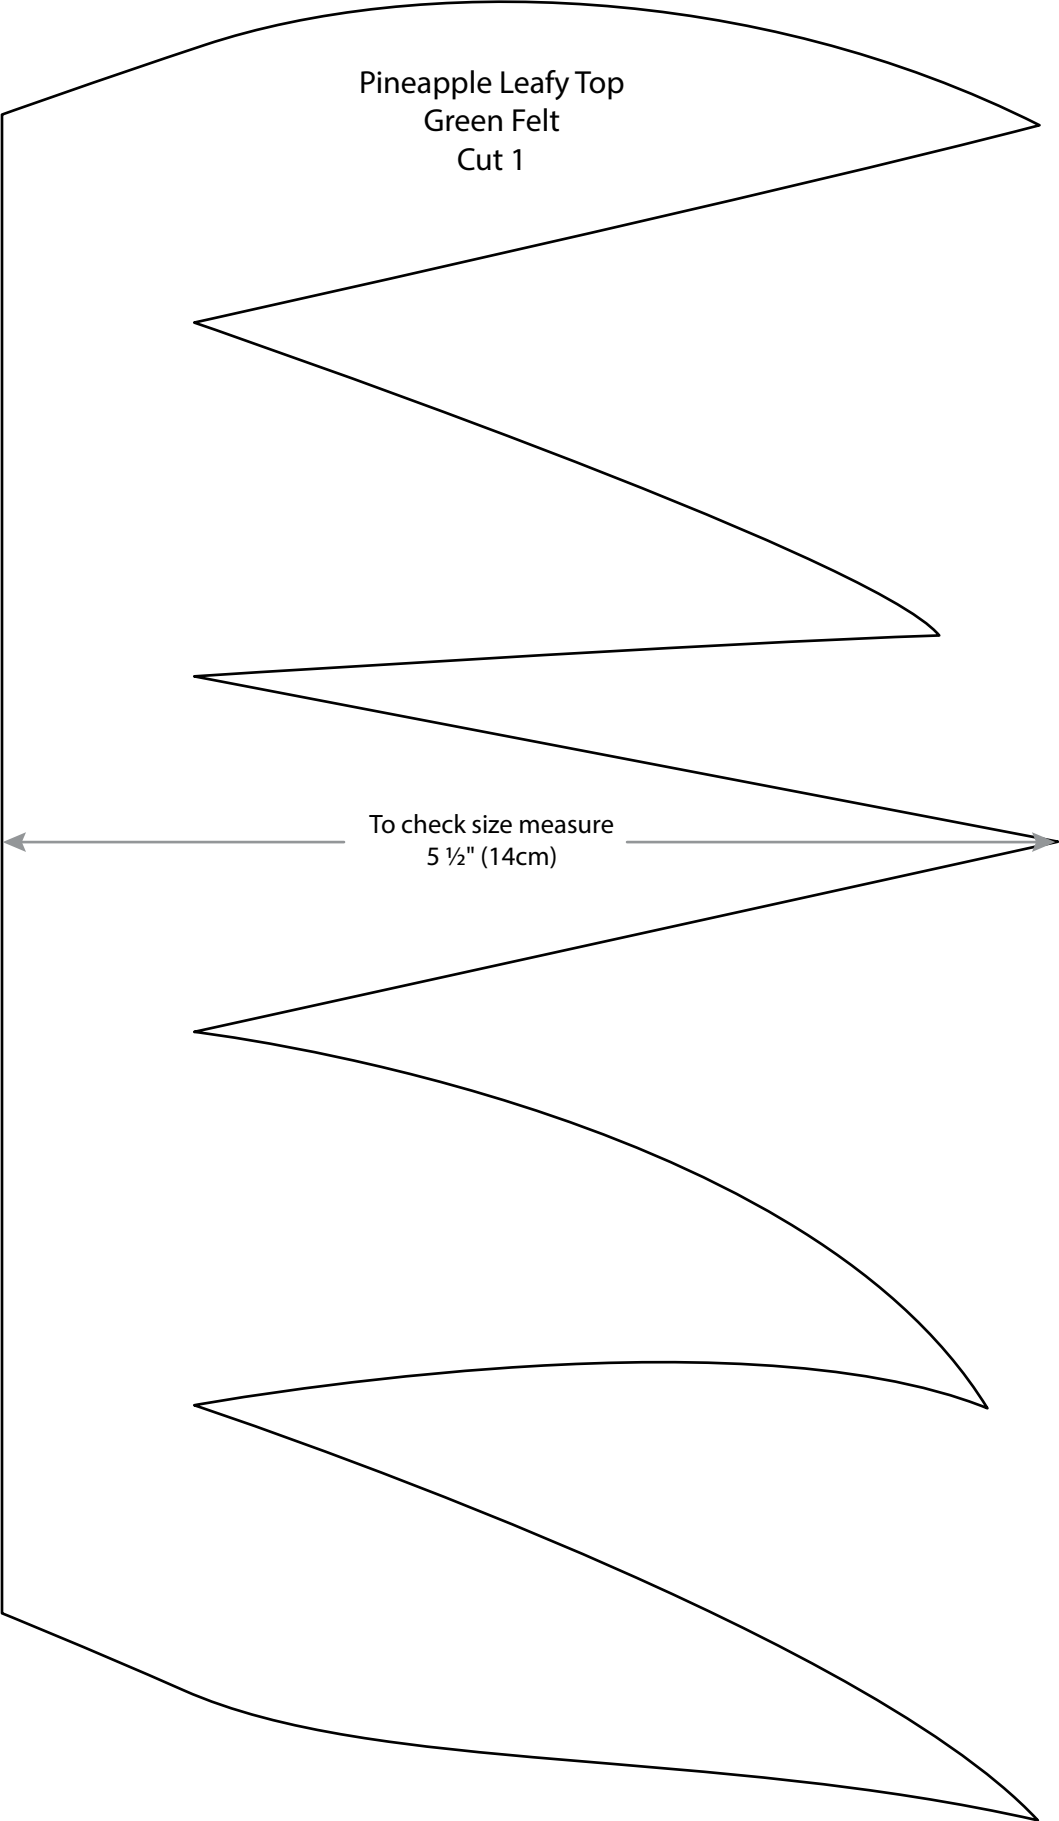 Pineapple Leafy Top
Green Felt
Cut 1
To check size measure
5 ½" (14cm)